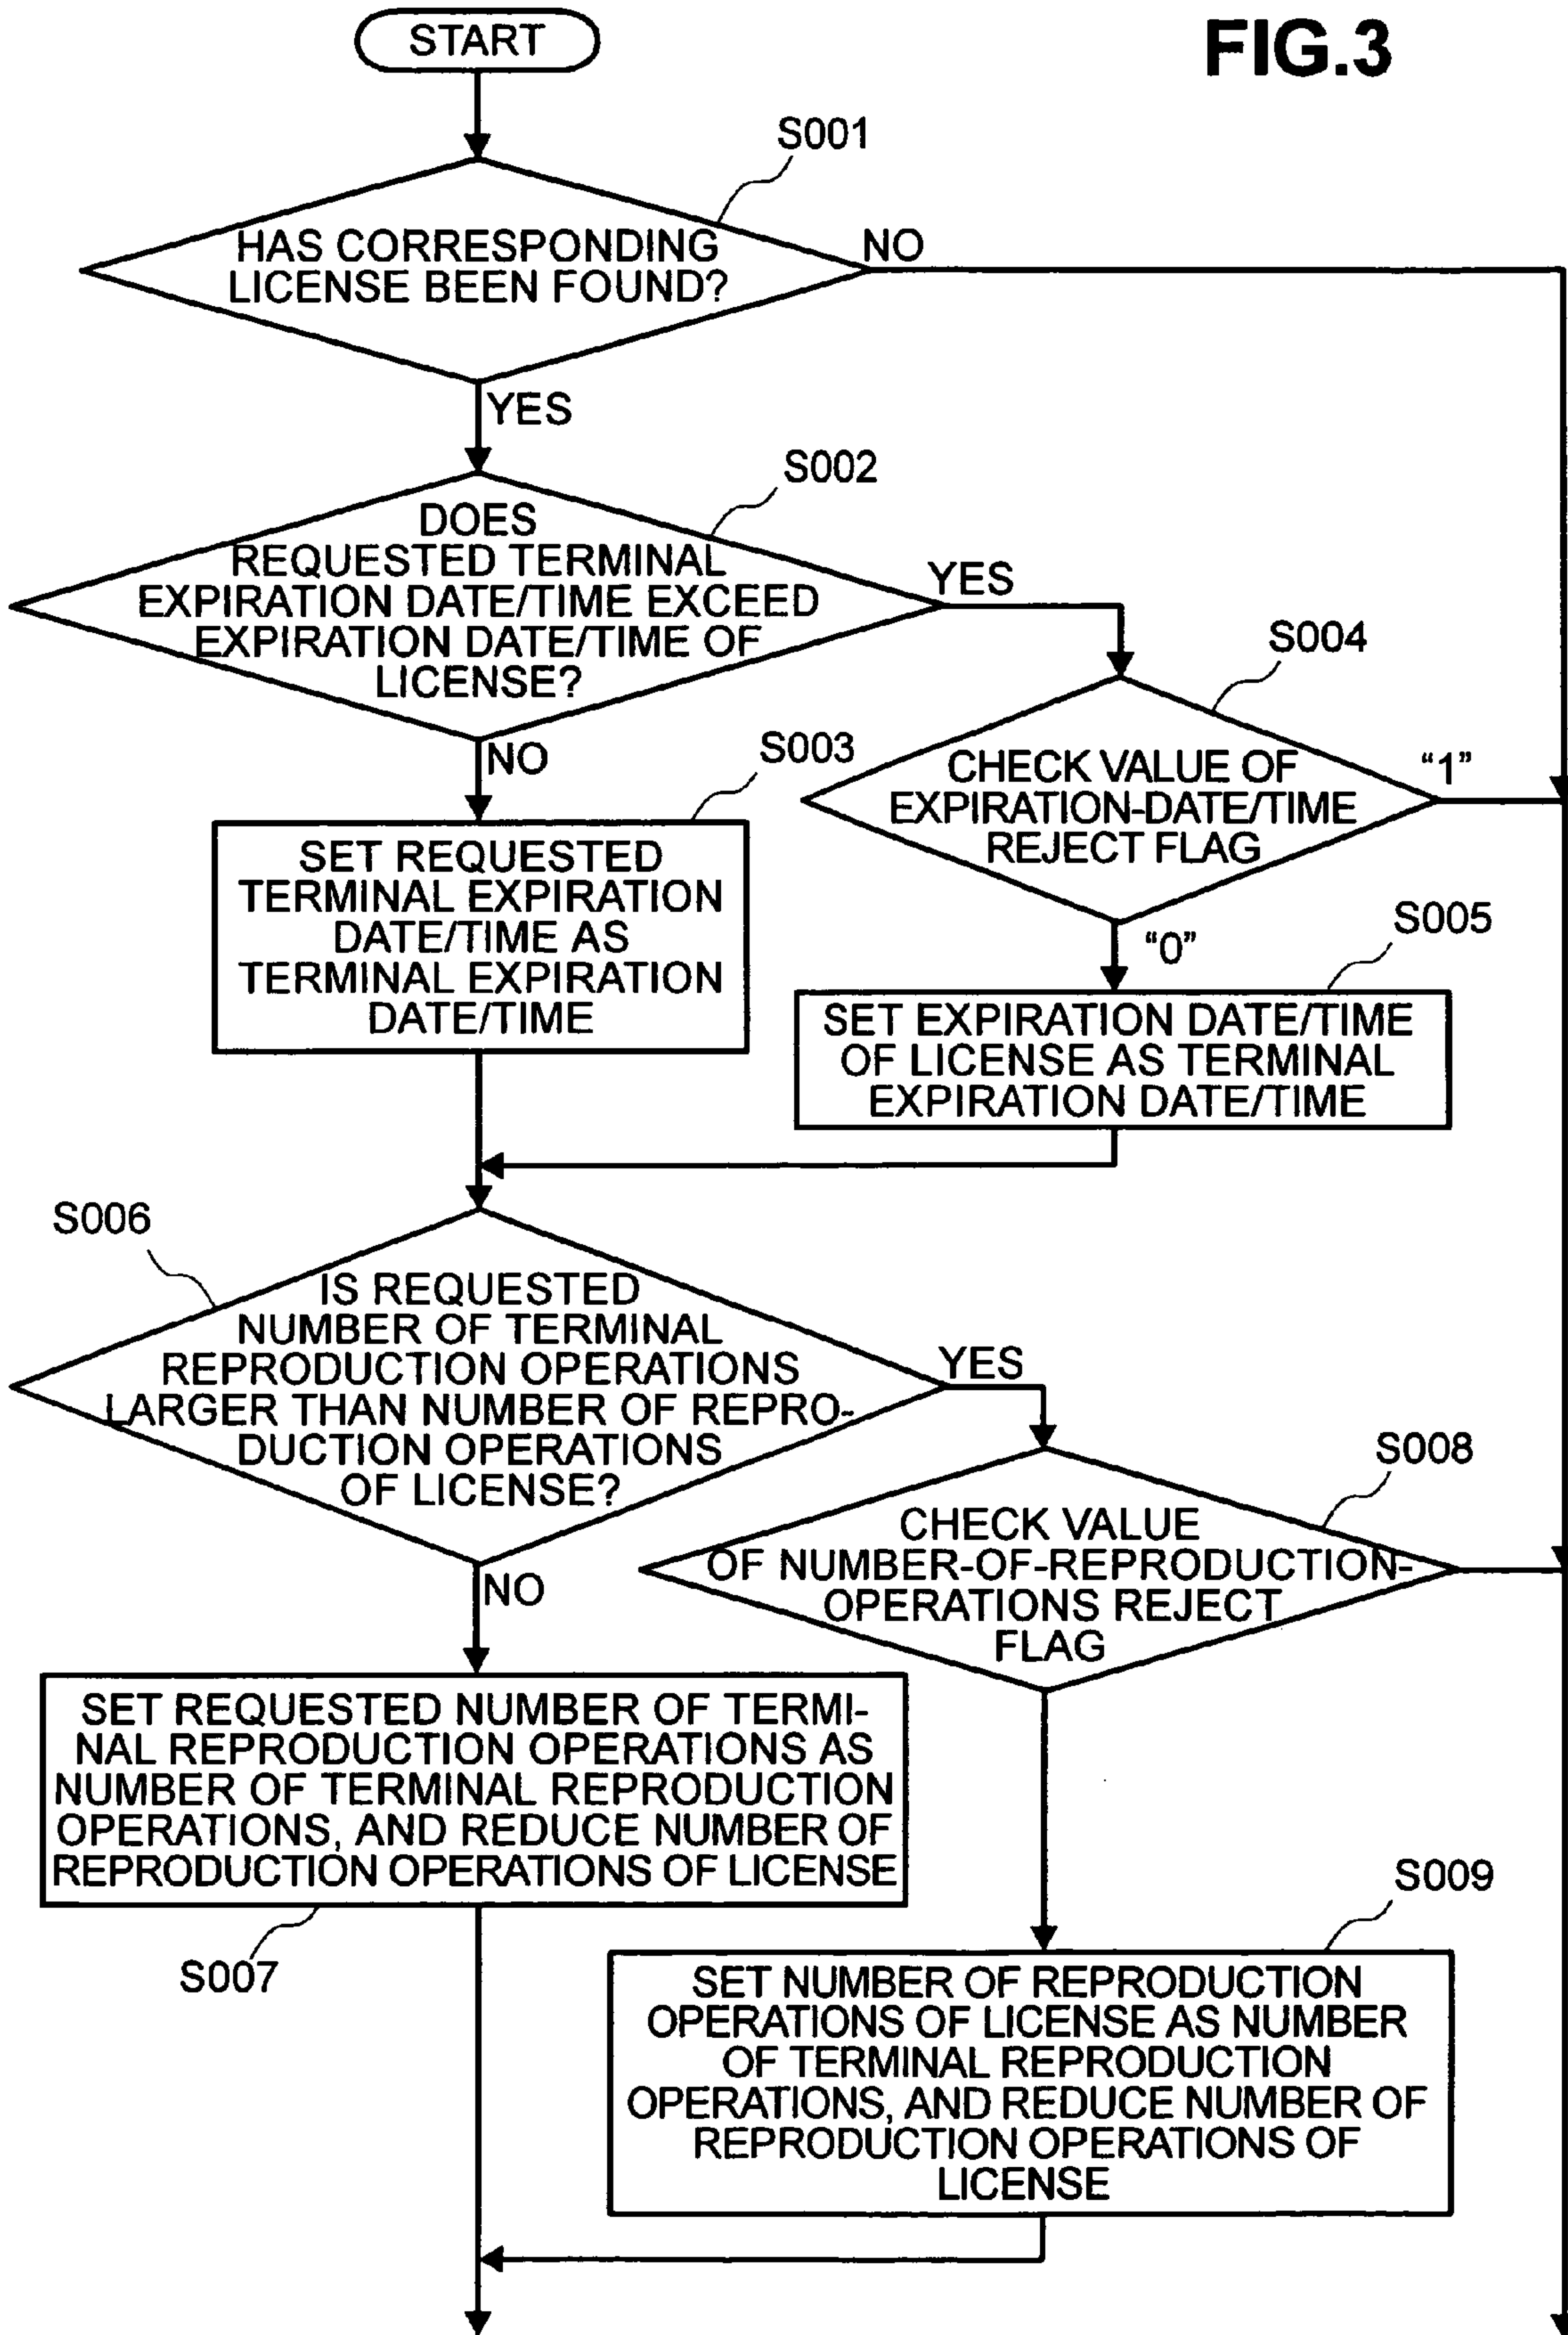 START
FIG.3
S001
HAS CORRESPONDING
LICENSE BEEN FOUND?
NO
YES
S002
DOES
REQUESTED TERMINAL
EXPIRATION DATE/TIME EXCEED
EXPIRATION DATE/TIME OF
LICENSE?
YES
NO
S004
CHECK VALUE OF
EXPIRATION-DATE/TIME
REJECT FLAG
“1”
“0”
S003
SET REQUESTED
TERMINAL EXPIRATION
DATE/TIME AS
TERMINAL EXPIRATION
DATE/TIME
S005
SET EXPIRATION DATE/TIME
OF LICENSE AS TERMINAL
EXPIRATION DATE/TIME
S006
IS REQUESTED
NUMBER OF TERMINAL
REPRODUCTION OPERATIONS
LARGER THAN NUMBER OF REPRO-
DUCTION OPERATIONS
OF LICENSE?
YES
NO
S008
CHECK VALUE
OF NUMBER-OF-REPRODUCTION-
OPERATIONS REJECT
FLAG
SET REQUESTED NUMBER OF TERMI-
NAL REPRODUCTION OPERATIONS AS
NUMBER OF TERMINAL REPRODUCTION
OPERATIONS, AND REDUCE NUMBER OF
REPRODUCTION OPERATIONS OF LICENSE
S007
S009
SET NUMBER OF REPRODUCTION
OPERATIONS OF LICENSE AS NUMBER
OF TERMINAL REPRODUCTION
OPERATIONS, AND REDUCE NUMBER OF
REPRODUCTION OPERATIONS OF
LICENSE